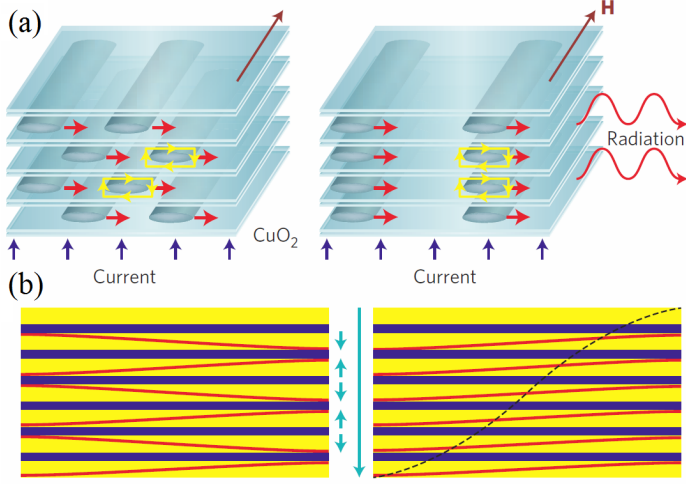 (a)
H
Radiation
CuO₂
Current
Current
(b)